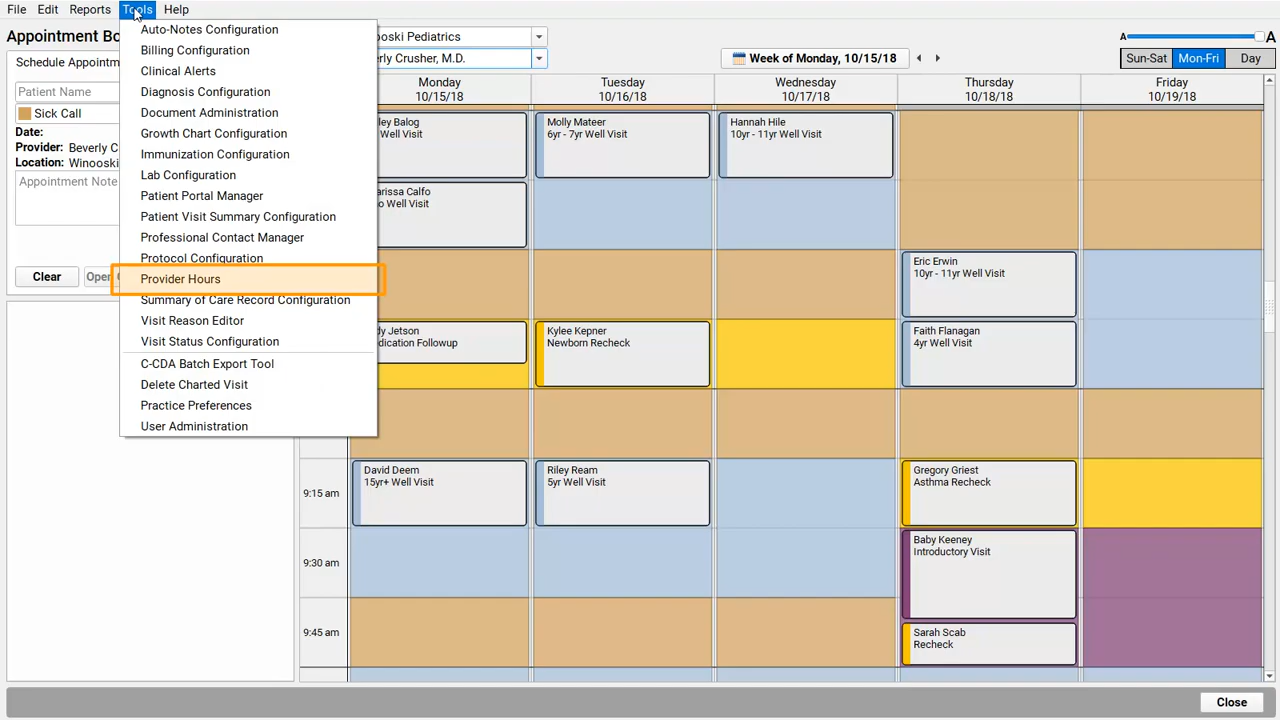 File Edit Reports Tools Help
Appointment Bo
Schedule Appointm
Patient Name
Sick Call
Date:
Provider: Beverly C
Location: Winooski
Appointment Note
Clear
Open
Auto-Notes Configuration
Billing Configuration
Clinical Alerts
Diagnosis Configuration
Document Administration
Growth Chart Configuration
Immunization Configuration
Lab Configuration
Patient Portal Manager
Patient Visit Summary Configuration
Professional Contact Manager
Protocol Configuration
Provider Hours
Summary of Care Record Configuration
Visit Reason Editor
Visit Status Configuration
C-CDA Batch Export Tool
Delete Charted Visit
Practice Preferences
User Administration
ooski Pediatrics
erly Crusher, M.D.
Week of Monday, 10/15/18
A A
Sun-Sat Mon-Fri Day
Monday
10/15/18
Tuesday
10/16/18
Wednesday
10/17/18
Thursday
10/18/18
Friday
10/19/18
ley Balog
Well Visit
Molly Mateer
6yr - 7yr Well Visit
Hannah Hile
10yr - 11yr Well Visit
arissa Calfo
o Well Visit
Eric Erwin
10yr - 11yr Well Visit
dy Jetson
dication Followup
Kylee Kepner
Newborn Recheck
Faith Flanagan
4yr Well Visit
9:15 am
David Deem
15yr+ Well Visit
Riley Ream
5yr Well Visit
Gregory Griest
Asthma Recheck
9:30 am
Baby Keeney
Introductory Visit
9:45 am
Sarah Scab
Recheck
Close